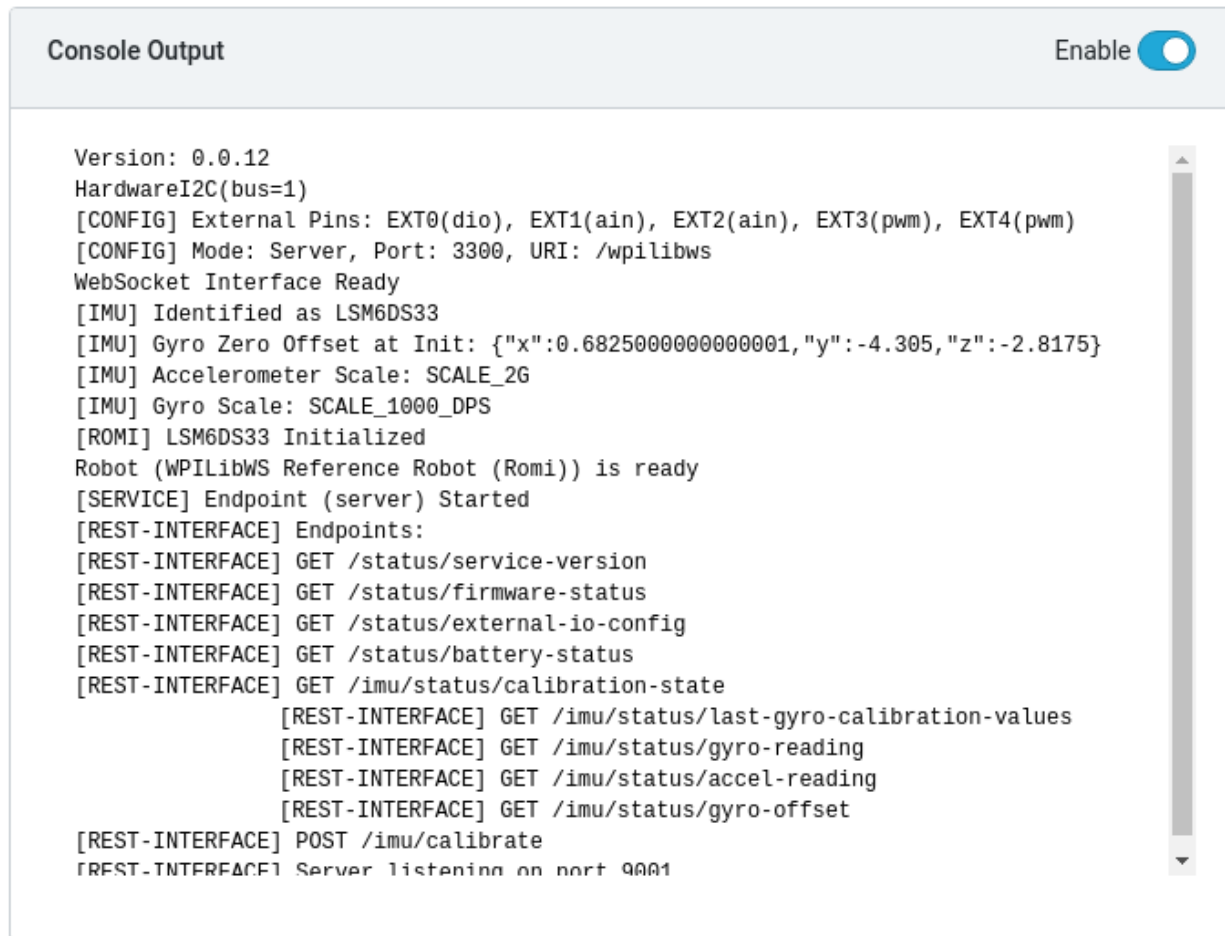 Console Output
Enable
Version: 0.0.12
HardwareI2C(bus=1)
[CONFIG] External Pins: EXT0(dio), EXT1(ain), EXT2(ain), EXT3(pwm), EXT4(pwm)
[CONFIG] Mode: Server, Port: 3300, URI: /wpilibws
WebSocket Interface Ready
[IMU] Identified as LSM6DS33
[IMU] Gyro Zero Offset at Init: {"x":0.6825000000000001,"y":-4.305,"z":-2.8175}
[IMU] Accelerometer Scale: SCALE_2G
[IMU] Gyro Scale: SCALE_1000_DPS
[ROMI] LSM6DS33 Initialized
Robot (WPILibWS Reference Robot (Romi)) is ready
[SERVICE] Endpoint (server) Started
[REST-INTERFACE] Endpoints:
[REST-INTERFACE] GET /status/service-version
[REST-INTERFACE] GET /status/firmware-status
[REST-INTERFACE] GET /status/external-io-config
[REST-INTERFACE] GET /status/battery-status
[REST-INTERFACE] GET /imu/status/calibration-state
[REST-INTERFACE] GET /imu/status/last-gyro-calibration-values
[REST-INTERFACE] GET /imu/status/gyro-reading
[REST-INTERFACE] GET /imu/status/accel-reading
[REST-INTERFACE] GET /imu/status/gyro-offset
[REST-INTERFACE] POST /imu/calibrate
[REST-INTERFACE] Server listening on port 9001